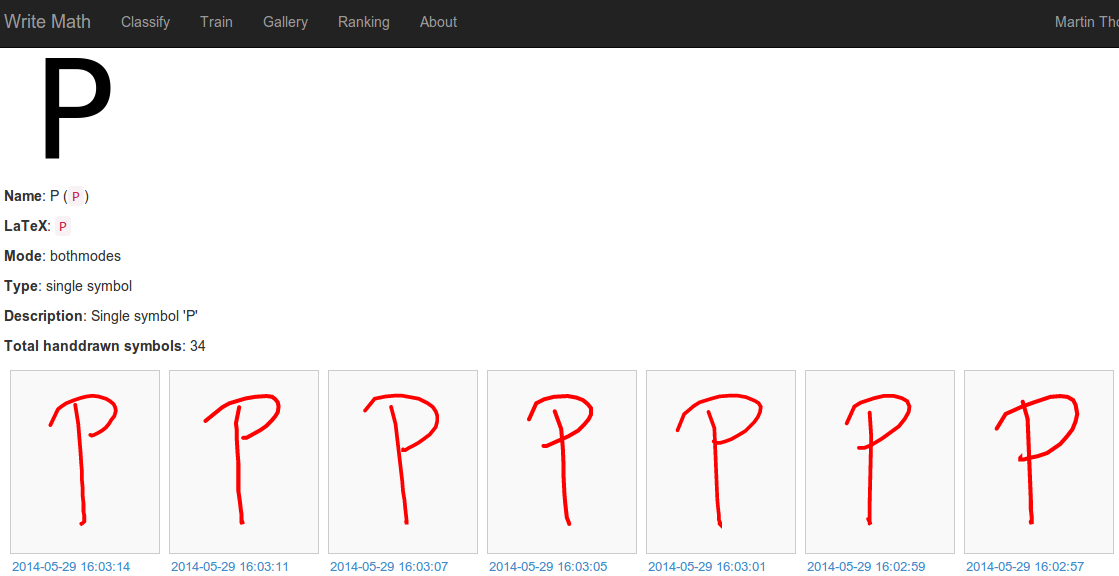 Write Math Classify Train Gallery Ranking About Martin Tho
P
Name: P ( P )
LaTeX: P
Mode: bothmodes
Type: single symbol
Description: Single symbol 'P'
Total handdrawn symbols: 34
P P P P P P P
2014-05-29 16:03:14 2014-05-29 16:03:11 2014-05-29 16:03:07 2014-05-29 16:03:05 2014-05-29 16:03:01 2014-05-29 16:02:59 2014-05-29 16:02:57